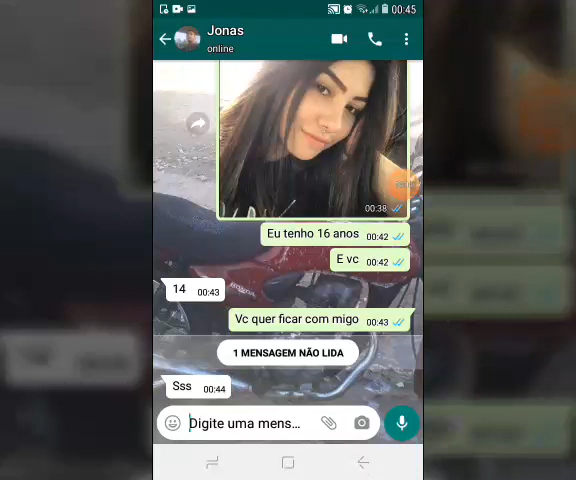 00:45
Jonas
online
00:38
Eu tenho 16 anos 00:42
E vc 00:42
14 00:43
Vc quer ficar com migo 00:43
1 MENSAGEM NÃO LIDA
Sss 00:44
Digite uma mens...